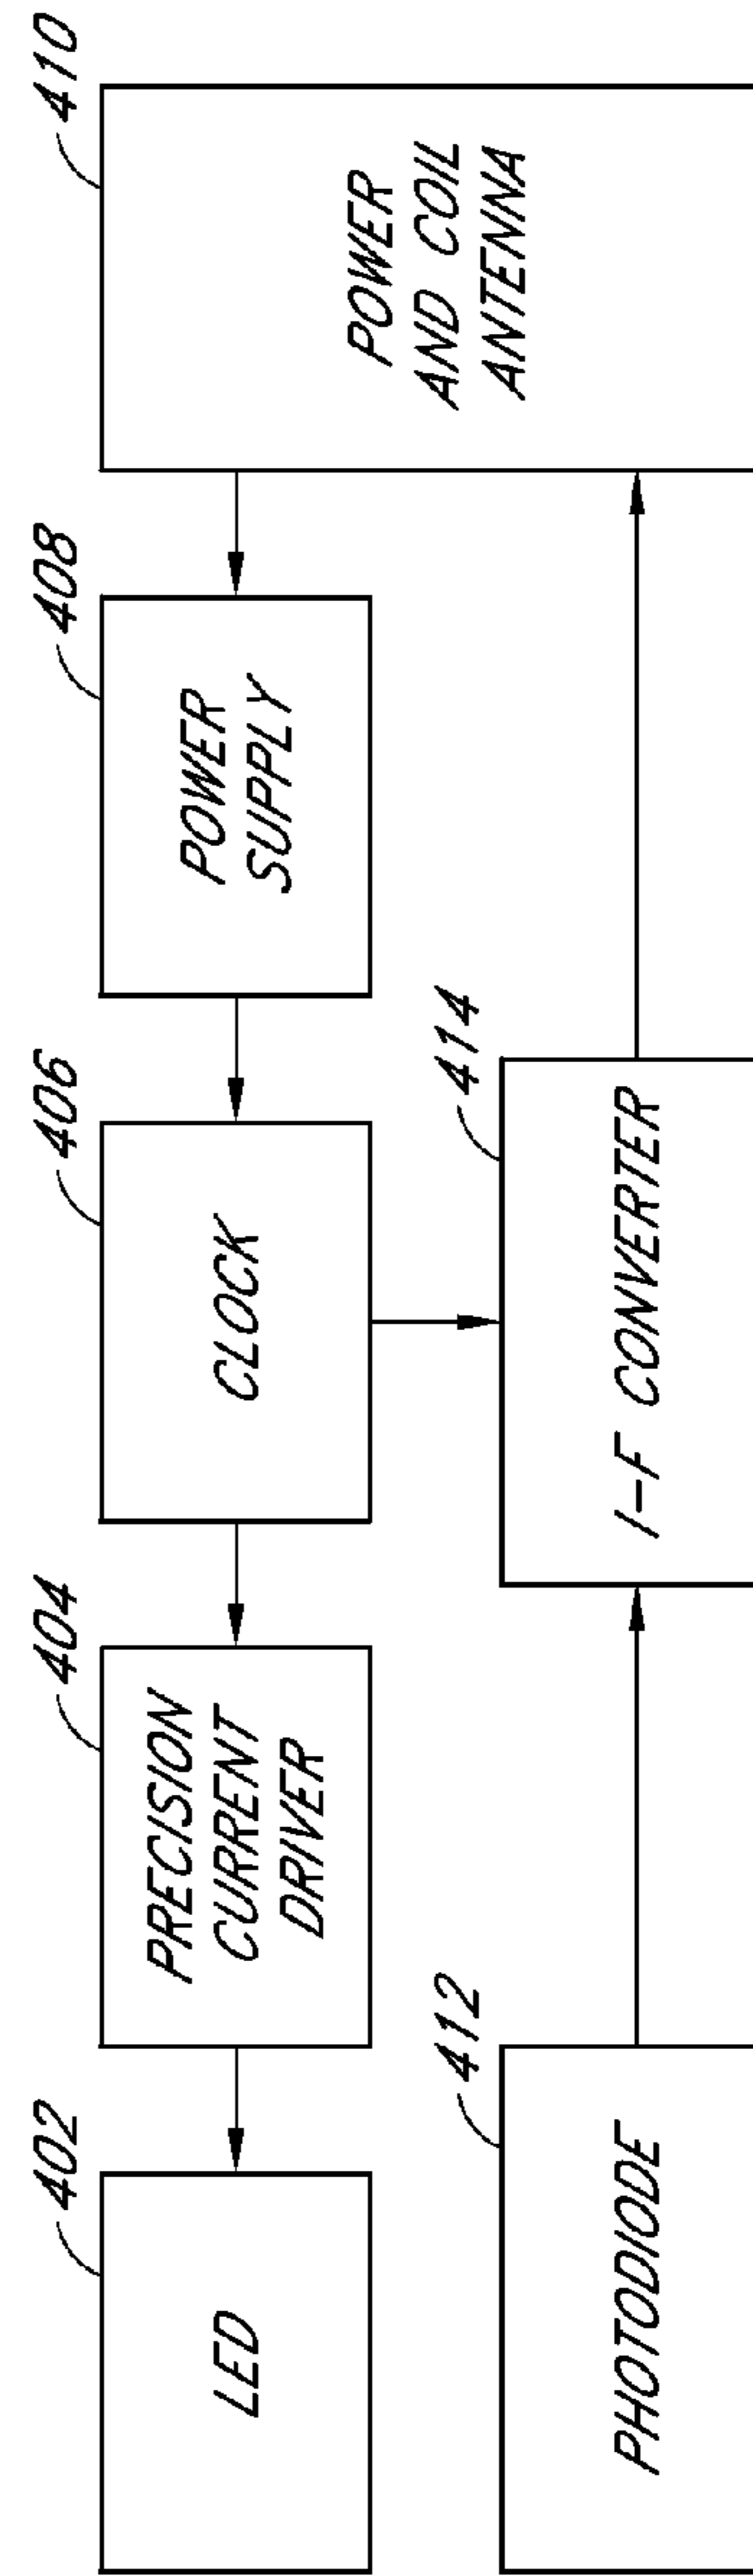 402
LED
404
PRECISION
CURRENT
DRIVER
406
CLOCK
408
POWER
SUPPLY
410
POWER
AND COIL
ANTENNA
412
PHOTODIODE
414
I-F CONVERTER